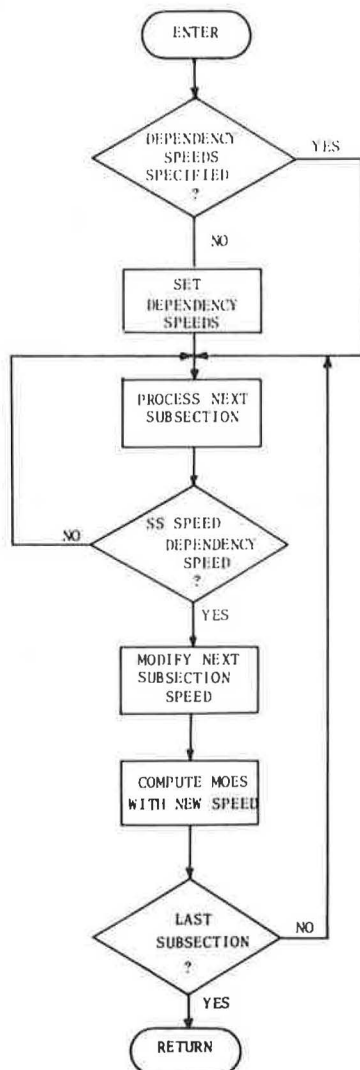 ENTER
DEPENDENCY
SPEEDS
SPECIFIED
?
YES
NO
SET
DEPENDENCY
SPEEDS
PROCESS NEXT
SUBSECTION
SS SPEED
DEPENDENCY
SPEED
?
NO
YES
MODIFY NEXT
SUBSECTION
SPEED
COMPUTE MOES
WITH NEW SPEED
LAST
SUBSECTION
?
NO
YES
RETURN